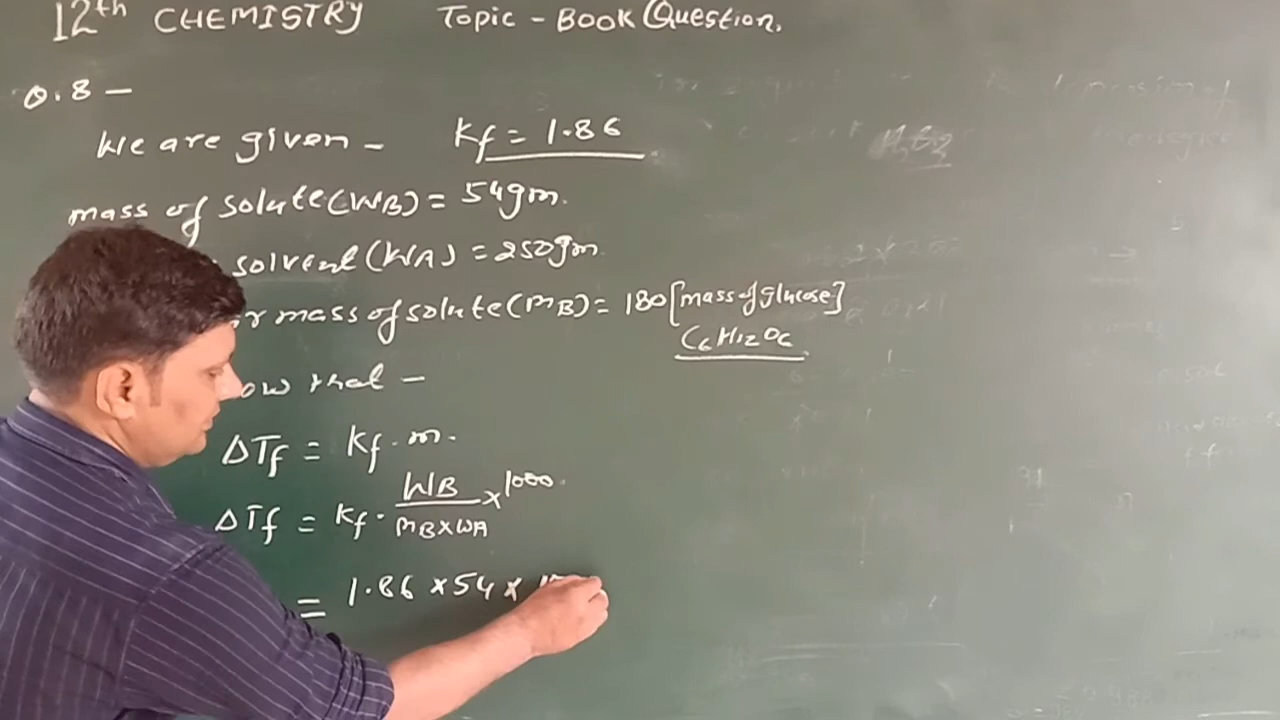 12th CHEMISTRY Topic - BOOK Question.
Q.8 -
We are given - Kf = 1.86
mass of solute (WB) = 54gm.
solvent (WA) = 250gm
mass of solute (MB) = 180 [mass of glucose]
C6H12O6
that -
ΔTf = Kf . m.
ΔTf = Kf . WB / MB × WA × 1000.
= 1.86 × 54 ×